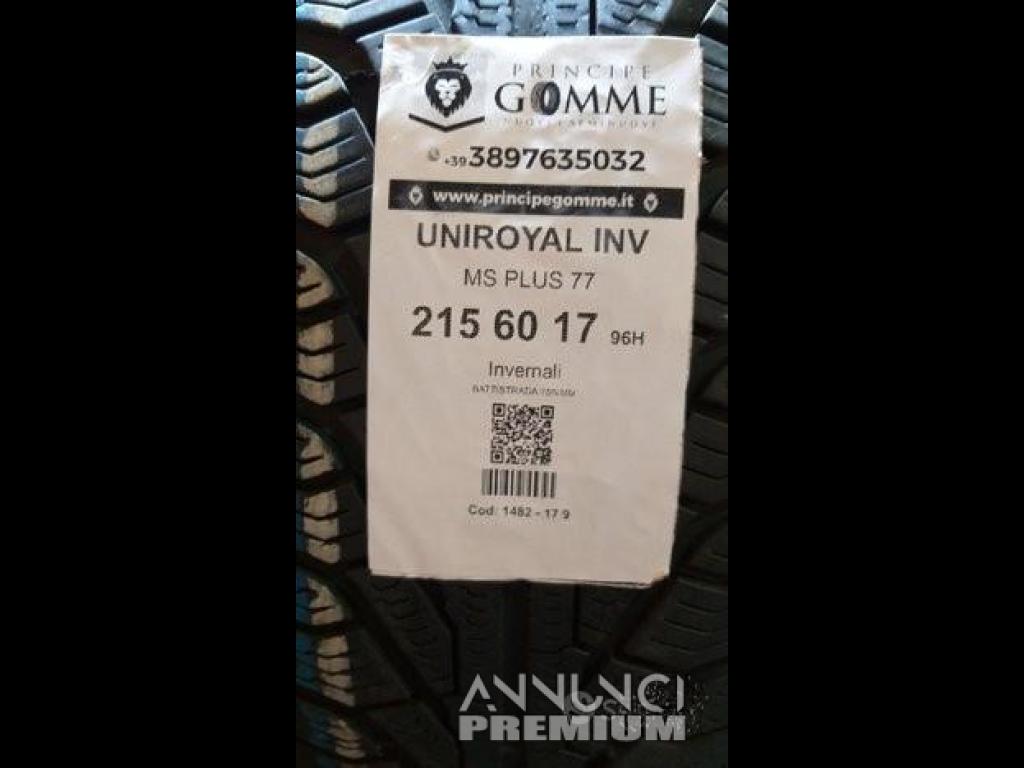 PRINCIPE
GOMME
+39 3897635032
www.principegomme.it
UNIROYAL INV
MS PLUS 77
215 60 17 96H
Invernali
BATTISTRADA
Cod: 1482 - 17 9
ANNUNCI
PREMIUM